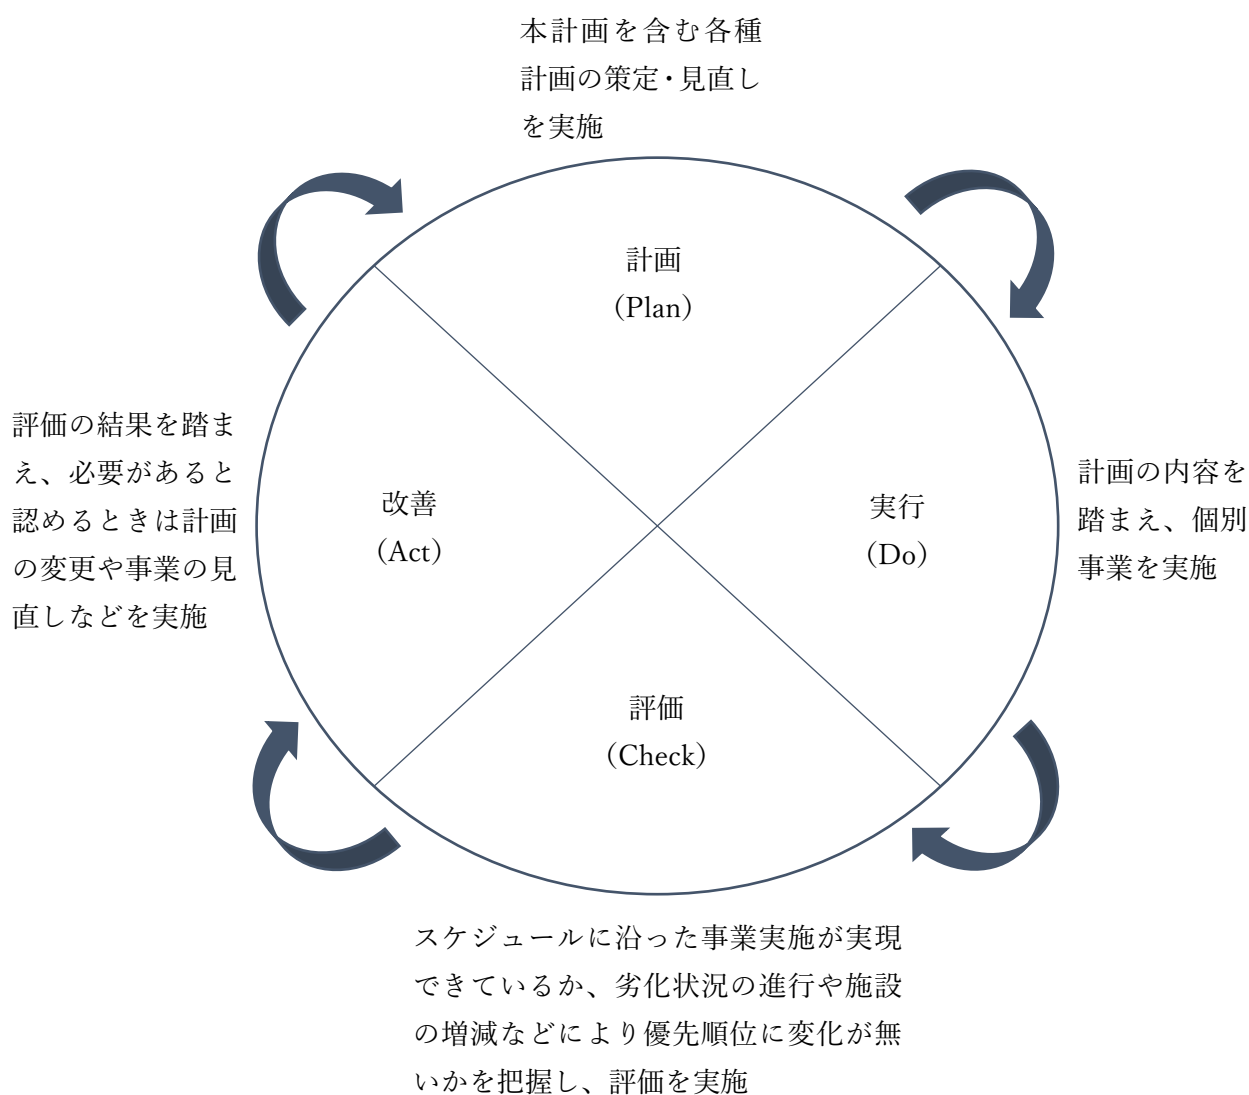 本計画を含む各種
計画の策定・見直し
を実施
計画
（Plan）
評価の結果を踏ま
え、必要があると
認めるときは計画
の変更や事業の見
直しなどを実施
改善
（Act）
実行
（Do）
計画の内容を
踏まえ、個別
事業を実施
評価
（Check）
スケジュールに沿った事業実施が実現
できているか、劣化状況の進行や施設
の増減などにより優先順位に変化が無
いかを把握し、評価を実施